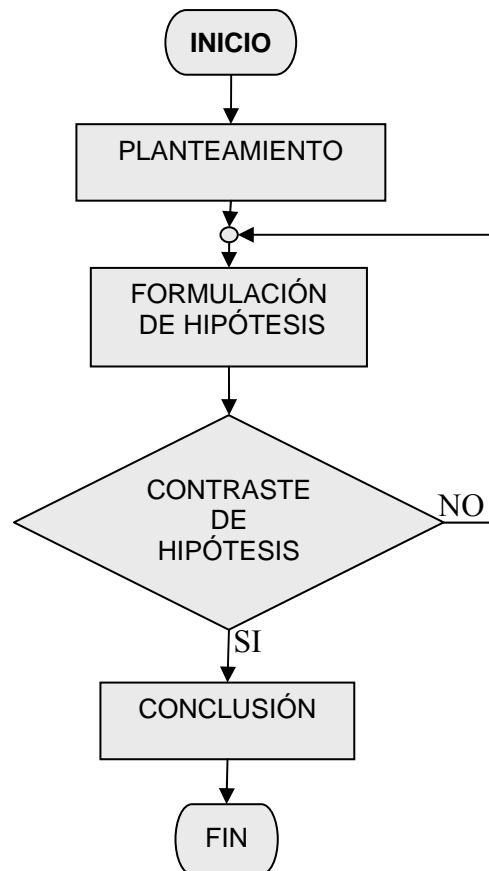 INICIO
PLANTEAMIENTO
FORMULACIÓN
DE HIPÓTESIS
CONTRASTE
DE
HIPÓTESIS
NO
SI
CONCLUSIÓN
FIN